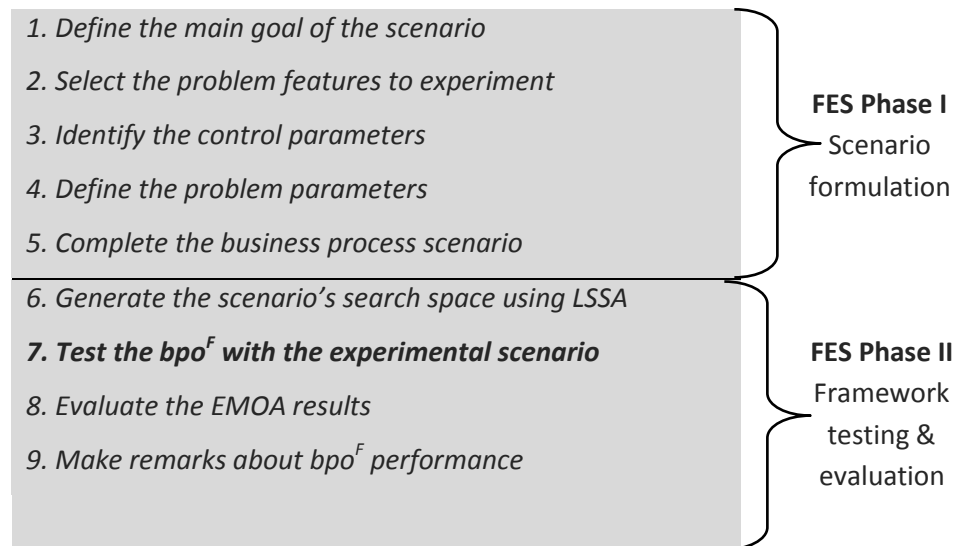 1. Define the main goal of the scenario
2. Select the problem features to experiment
3. Identify the control parameters
4. Define the problem parameters
5. Complete the business process scenario
FES Phase I
Scenario
formulation
6. Generate the scenario’s search space using LSSA
7. Test the bpo^F with the experimental scenario
8. Evaluate the EMOA results
9. Make remarks about bpo^F performance
FES Phase II
Framework
testing &
evaluation